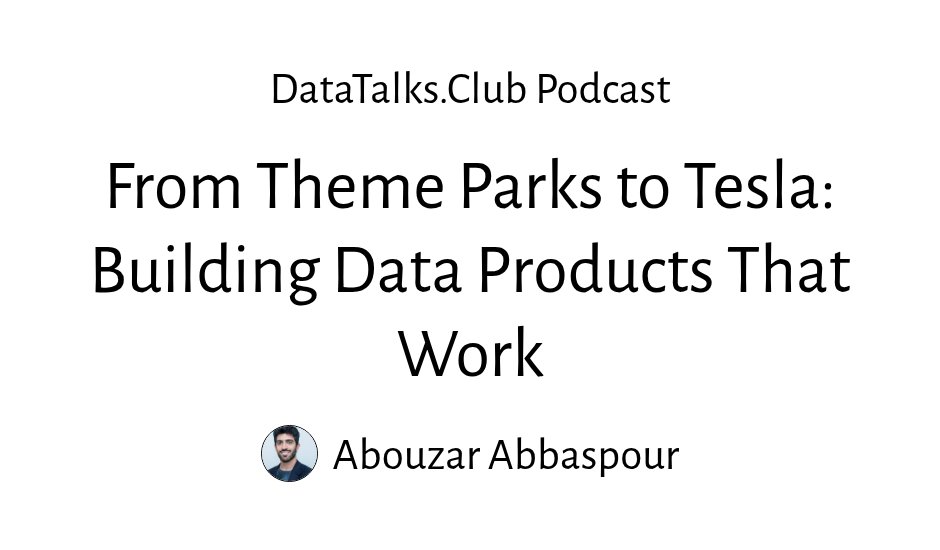 DataTalks.Club Podcast
From Theme Parks to Tesla:
Building Data Products That
Work
Abouzar Abbaspour